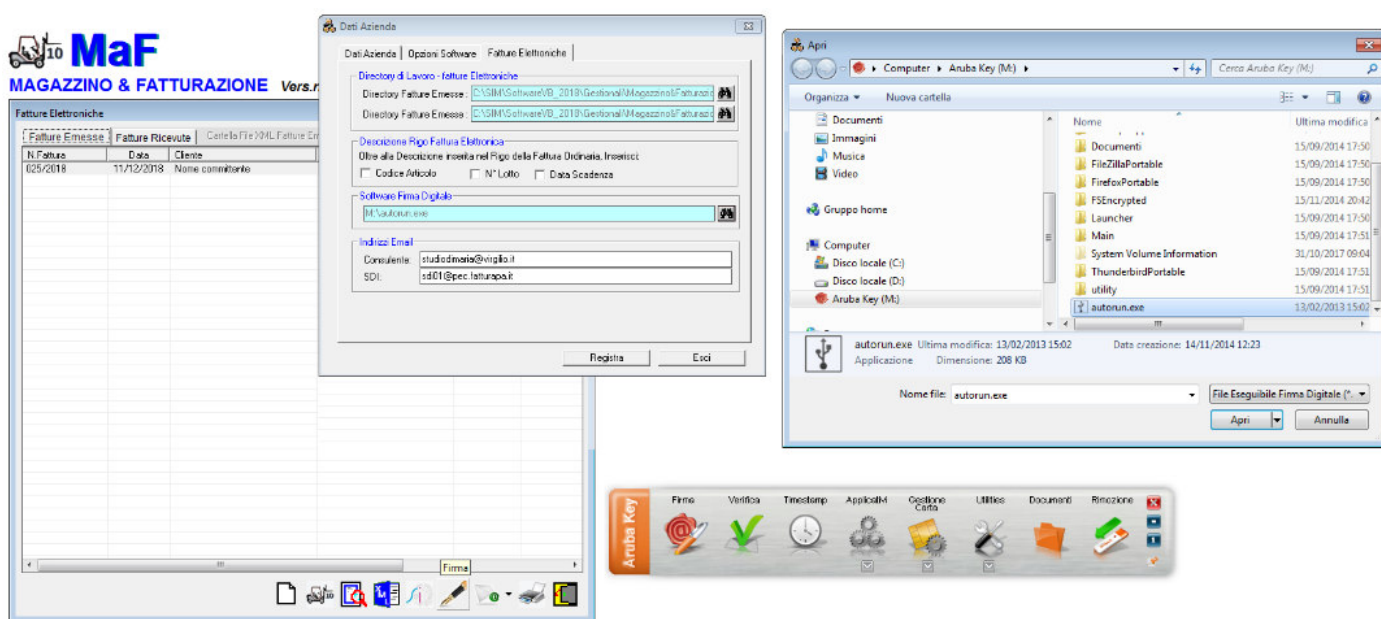 MaF
MAGAZZINO & FATTURAZIONE Vers.r
Fatture Elettroniche
Fatture Emesse
Fatture Ricevute
Cartella File XML Fatture Em
N.Fattura
Data
Cliente
025/2018
11/12/2018
Nome committente
Firma
Dati Azienda
Dati Azienda
Opzioni Software
Fatture Elettroniche
Directory di Lavoro - fatture Elettroniche
Directory Fatture Emesse :
C:\SIM\SoftwareVB_2018\Gestionali\Magazzino&Fatturazio
Directory Fatture Emesse :
C:\SIM\SoftwareVB_2018\Gestionali\Magazzino&Fatturazio
Descrizione Rigo Fattura Elettronica
Oltre alla Descrizione inserita nel Rigo della Fattura Ordinaria, Inserisci:
Codice Articolo
N° Lotto
Data Scadenza
Software Firma Digitale
M:\autorun.exe
Indirizzi Email
Consulente:
studiodimaria@virgilio.it
SDI:
sdi01@pec.fatturapa.it
Registra
Esci
Apri
Computer
Aruba Key (M:)
Cerca Aruba Key (M:)
Organizza
Nuova cartella
Documenti
Immagini
Musica
Video
Gruppo home
Computer
Disco locale (C:)
Disco locale (D:)
Aruba Key (M:)
Nome
Ultima modifica
Documenti
15/09/2014 17:50
FileZillaPortable
15/09/2014 17:50
FirefoxPortable
15/09/2014 17:50
FSEncrypted
15/11/2014 20:42
Launcher
15/09/2014 17:50
Main
15/09/2014 17:51
System Volume Information
31/10/2017 09:04
ThunderbirdPortable
15/09/2014 17:51
utility
15/09/2014 17:51
autorun.exe
13/02/2013 15:02
autorun.exe Ultima modifica: 13/02/2013 15:02
Data creazione: 14/11/2014 12:23
Applicazione
Dimensione: 208 KB
Nome file:
autorun.exe
File Eseguibile Firma Digitale (*.
Apri
Annulla
Aruba Key
Firma
Verifica
Timestamp
Applicativi
Gestione Carta
Utilities
Documenti
Rimozione